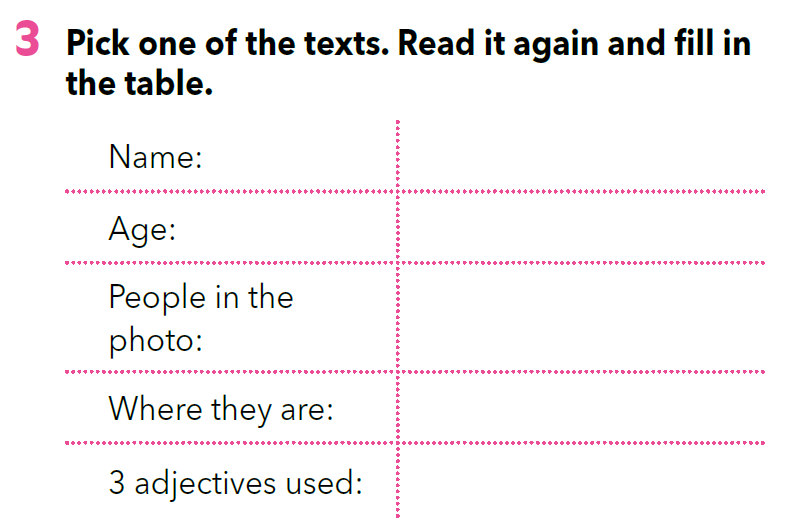 3 Pick one of the texts. Read it again and fill in
the table.
Name:
Age:
People in the
photo:
Where they are:
3 adjectives used: